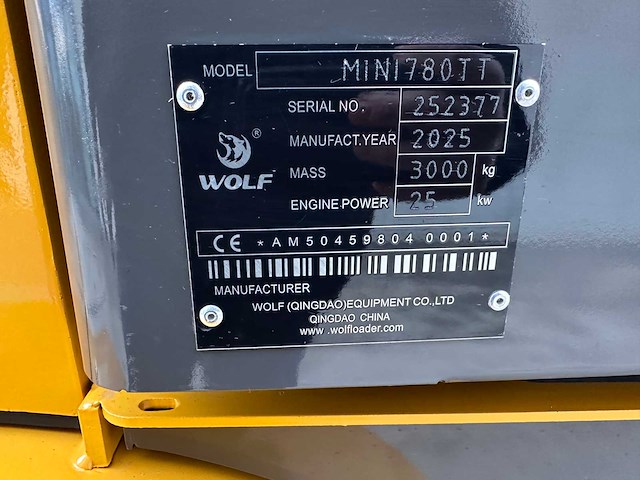 MODEL MINI780TT
SERIAL NO. 252377
MANUFACT.YEAR 2025
MASS 3000 kg
ENGINE.POWER 25 kw
® WOLF
CE *AM50459804 0001*
MANUFACTURER
WOLF (QINGDAO)EQUIPMENT CO.,LTD
QINGDAO CHINA
www.wolfloader.com